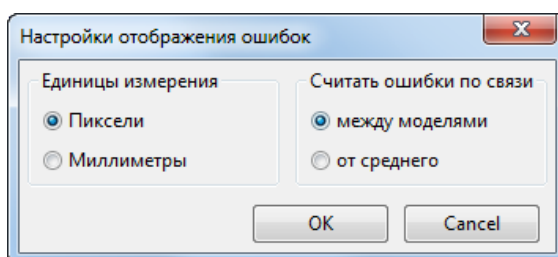 Настройки отображения ошибок
Единицы измерения
Пиксели
Миллиметры
Считать ошибки по связи
между моделями
от среднего
OK
Cancel